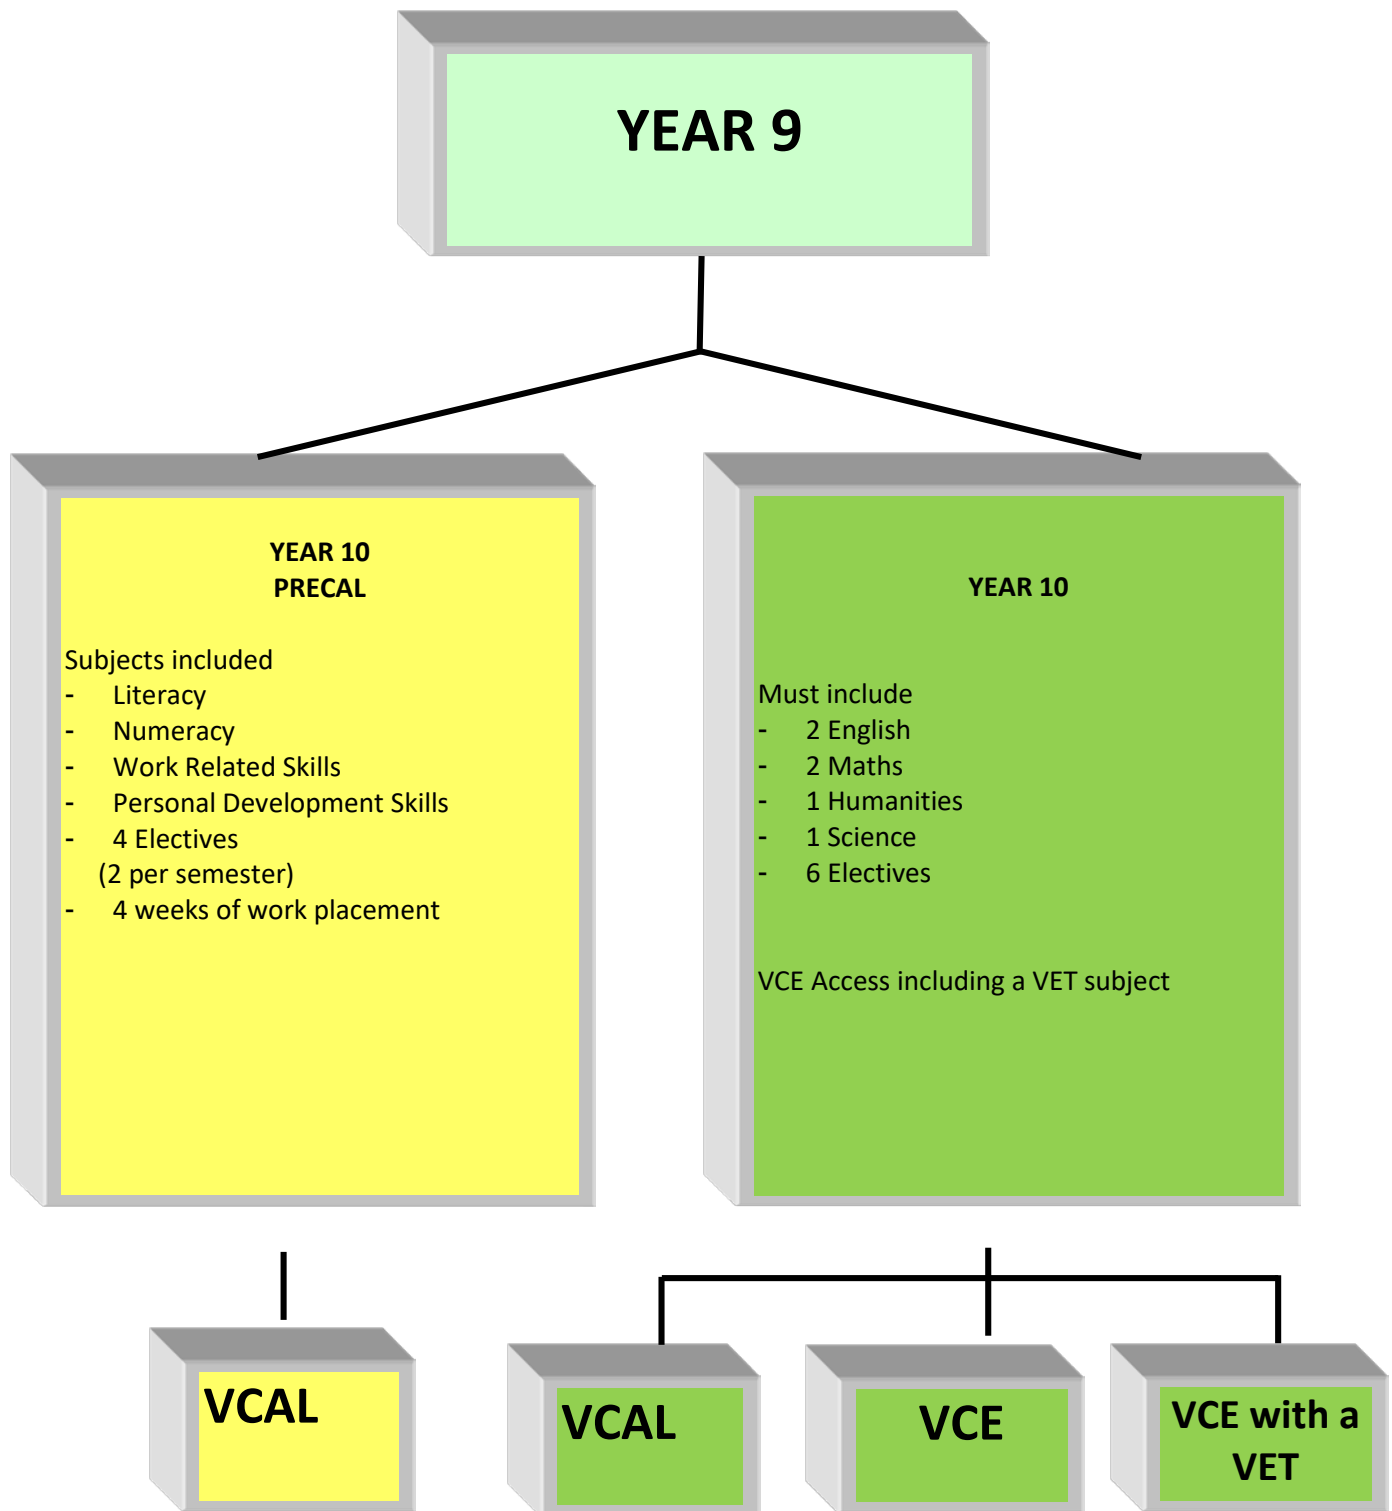 YEAR 9
YEAR 10
PRECAL
Subjects included
- Literacy
- Numeracy
- Work Related Skills
- Personal Development Skills
- 4 Electives
(2 per semester)
- 4 weeks of work placement
YEAR 10
Must include
- 2 English
- 2 Maths
- 1 Humanities
- 1 Science
- 6 Electives
VCE Access including a VET subject
VCAL
VCAL
VCE
VCE with a
VET